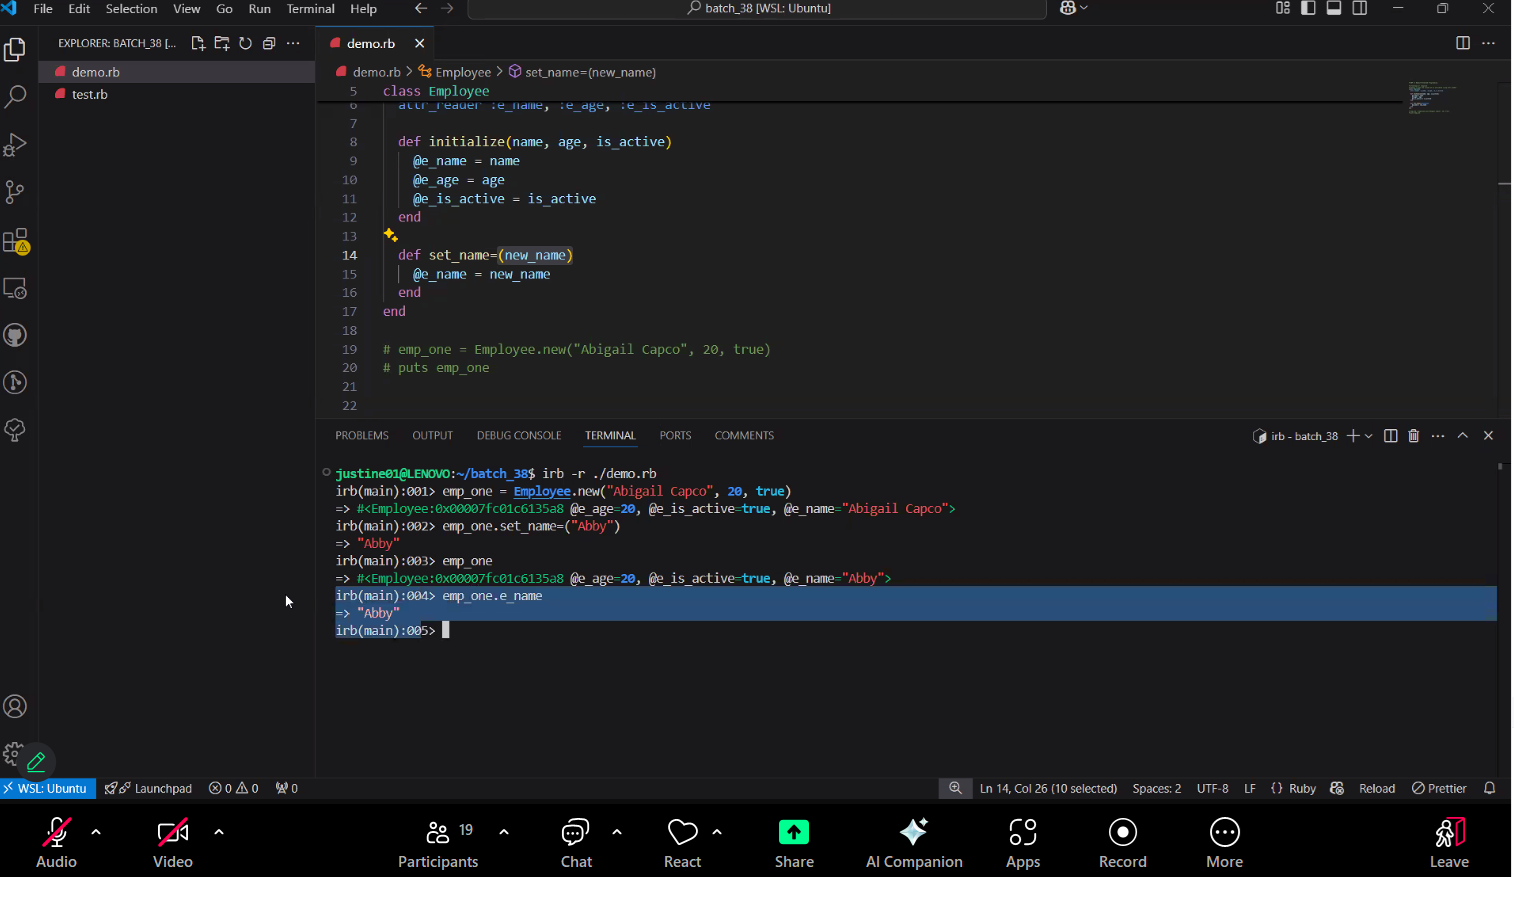 File Edit Selection View Go Run Terminal Help
batch_38 [WSL: Ubuntu]
EXPLORER: BATCH_38 [...
demo.rb
test.rb
demo.rb
demo.rb > Employee > set_name=(new_name)
5 class Employee
6 attr_reader :e_name, :e_age, :e_is_active
7
8 def initialize(name, age, is_active)
9 @e_name = name
10 @e_age = age
11 @e_is_active = is_active
12 end
13
14 def set_name=(new_name)
15 @e_name = new_name
16 end
17 end
18
19 # emp_one = Employee.new("Abigail Capco", 20, true)
20 # puts emp_one
21
22
PROBLEMS OUTPUT DEBUG CONSOLE TERMINAL PORTS COMMENTS
irb - batch_38
justine01@LENOVO:~/batch_38$ irb -r ./demo.rb
irb(main):001> emp_one = Employee.new("Abigail Capco", 20, true)
=> #<Employee:0x00007fc01c6135a8 @e_age=20, @e_is_active=true, @e_name="Abigail Capco">
irb(main):002> emp_one.set_name=("Abby")
=> "Abby"
irb(main):003> emp_one
=> #<Employee:0x00007fc01c6135a8 @e_age=20, @e_is_active=true, @e_name="Abby">
irb(main):004> emp_one.e_name
=> "Abby"
irb(main):005>
WSL: Ubuntu Launchpad 0 0 0 Ln 14, Col 26 (10 selected) Spaces: 2 UTF-8 LF {} Ruby Reload Prettier
19
Audio Video Participants Chat React Share AI Companion Apps Record More Leave